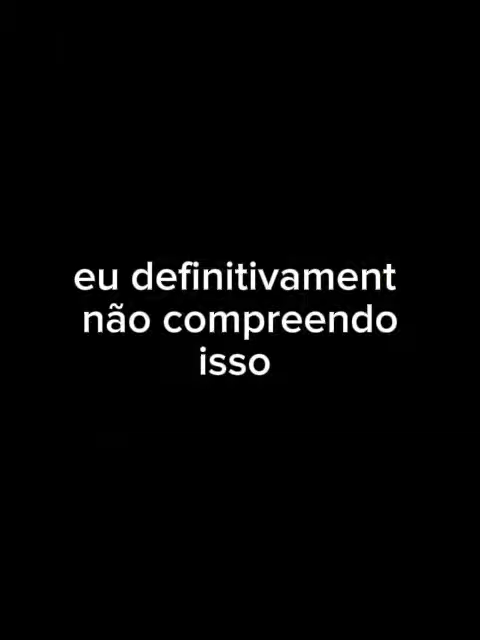 eu definitivament
não compreendo
isso